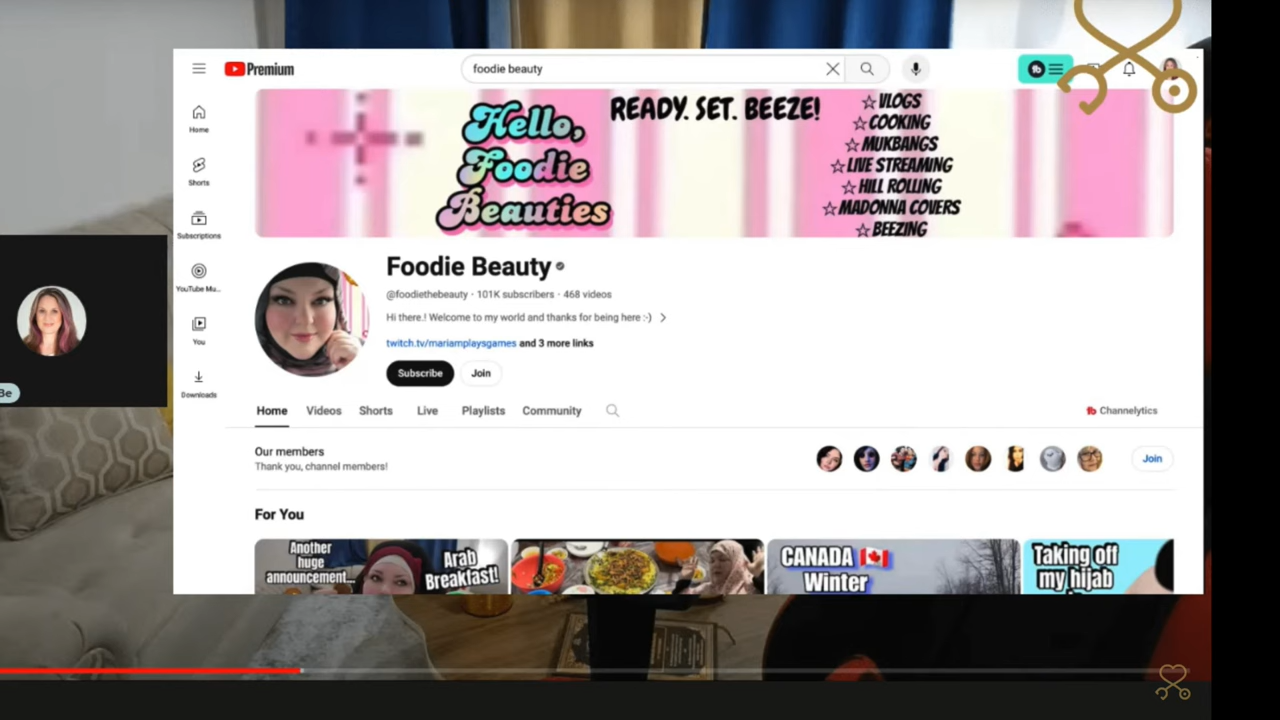 Premium
foodie beauty
Home
Shorts
Subscriptions
YouTube Mu...
You
Downloads
Hello,
Foodie
Beauties
READY. SET. BEEZE!
☆ VLOGS
☆ COOKING
☆ MUKBANGS
☆ LIVE STREAMING
☆ HILL ROLLING
☆ MADONNA COVERS
☆ BEEZING
Foodie Beauty
@foodiethebeauty · 101K subscribers · 468 videos
Hi there.! Welcome to my world and thanks for being here :-)
twitch.tv/mariamplaysgames and 3 more links
Subscribe Join
Be
Home Videos Shorts Live Playlists Community
Channelytics
Our members
Thank you, channel members!
Join
For You
Another
huge
announcement...
Arab
Breakfast!
CANADA
Winter
Taking off
my hijab